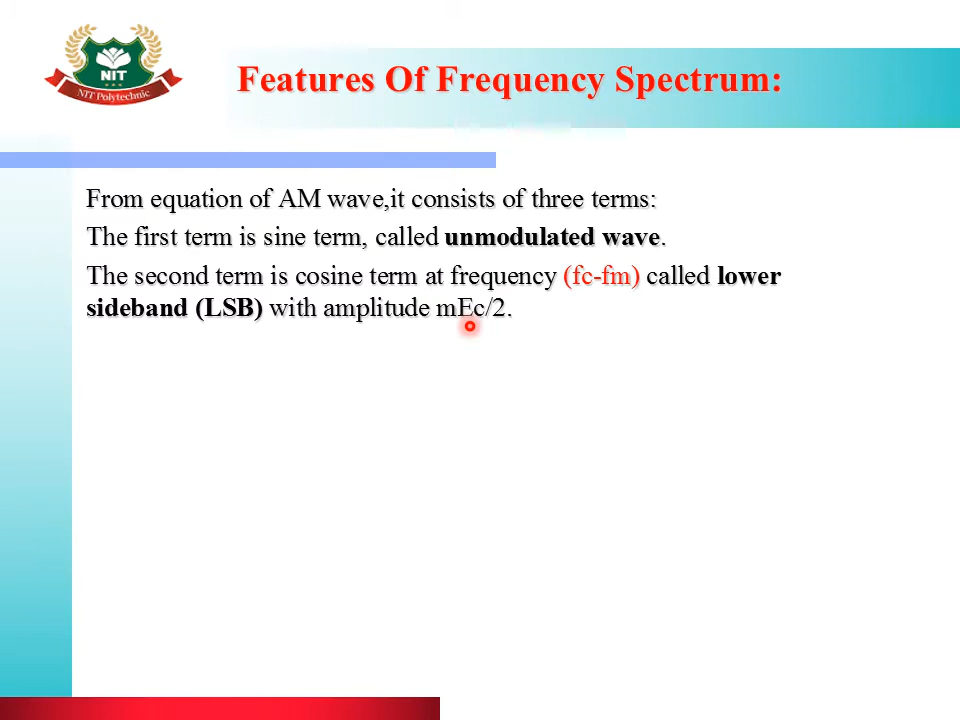 NIT
NIT Polytechnic
Features Of Frequency Spectrum:
From equation of AM wave,it consists of three terms:
The first term is sine term, called unmodulated wave.
The second term is cosine term at frequency (fc-fm) called lower
sideband (LSB) with amplitude mEc/2.